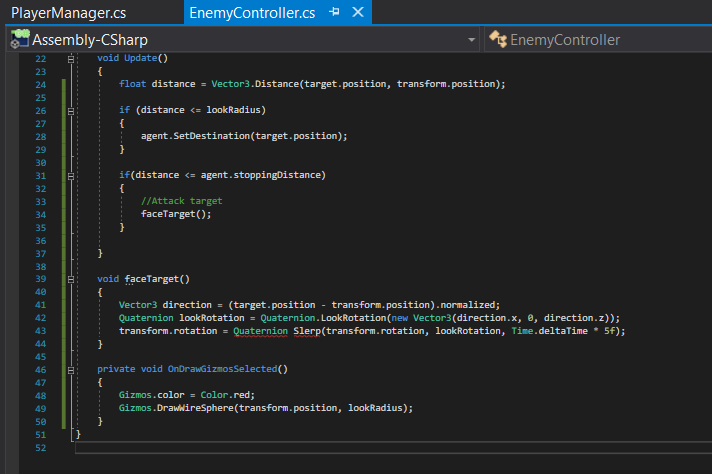 PlayerManager.cs EnemyController.cs
Assembly-CSharp EnemyController
22 void Update()
23 {
24 float distance = Vector3.Distance(target.position, transform.position);
25
26 if (distance <= lookRadius)
27 {
28 agent.SetDestination(target.position);
29 }
30
31 if(distance <= agent.stoppingDistance)
32 {
33 //Attack target
34 faceTarget();
35 }
36
37 }
38
39 void faceTarget()
40 {
41 Vector3 direction = (target.position - transform.position).normalized;
42 Quaternion lookRotation = Quaternion.LookRotation(new Vector3(direction.x, 0, direction.z));
43 transform.rotation = Quaternion Slerp(transform.rotation, lookRotation, Time.deltaTime * 5f);
44 }
45
46 private void OnDrawGizmosSelected()
47 {
48 Gizmos.color = Color.red;
49 Gizmos.DrawWireSphere(transform.position, lookRadius);
50 }
51 }
52